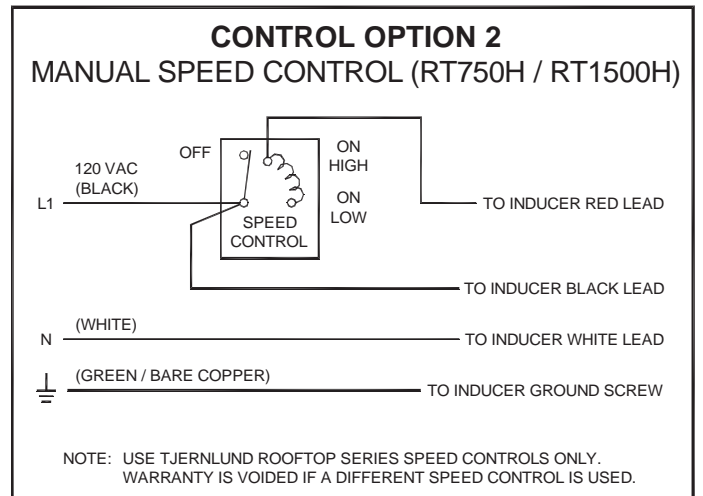 CONTROL OPTION 2
MANUAL SPEED CONTROL (RT750H / RT1500H)
OFF
ON
HIGH
120 VAC
(BLACK)
L1
ON
LOW
TO INDUCER RED LEAD
SPEED
CONTROL
TO INDUCER BLACK LEAD
(WHITE)
N
TO INDUCER WHITE LEAD
(GREEN / BARE COPPER)
TO INDUCER GROUND SCREW
NOTE: USE TJERNLUND ROOFTOP SERIES SPEED CONTROLS ONLY.
WARRANTY IS VOIDED IF A DIFFERENT SPEED CONTROL IS USED.